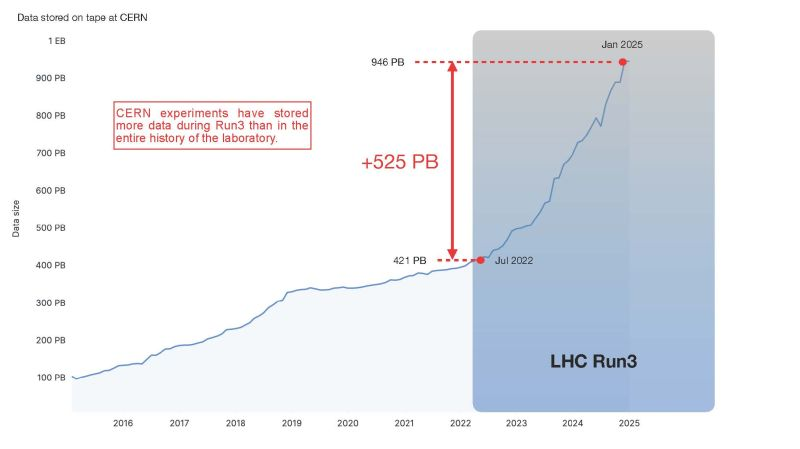 Data stored on tape at CERN
1 EB
900 PB
800 PB
700 PB
600 PB
500 PB
400 PB
300 PB
200 PB
100 PB
Data size
CERN experiments have stored
more data during Run3 than in the
entire history of the laboratory.
946 PB
Jan 2025
+525 PB
421 PB
Jul 2022
LHC Run3
2016
2017
2018
2019
2020
2021
2022
2023
2024
2025